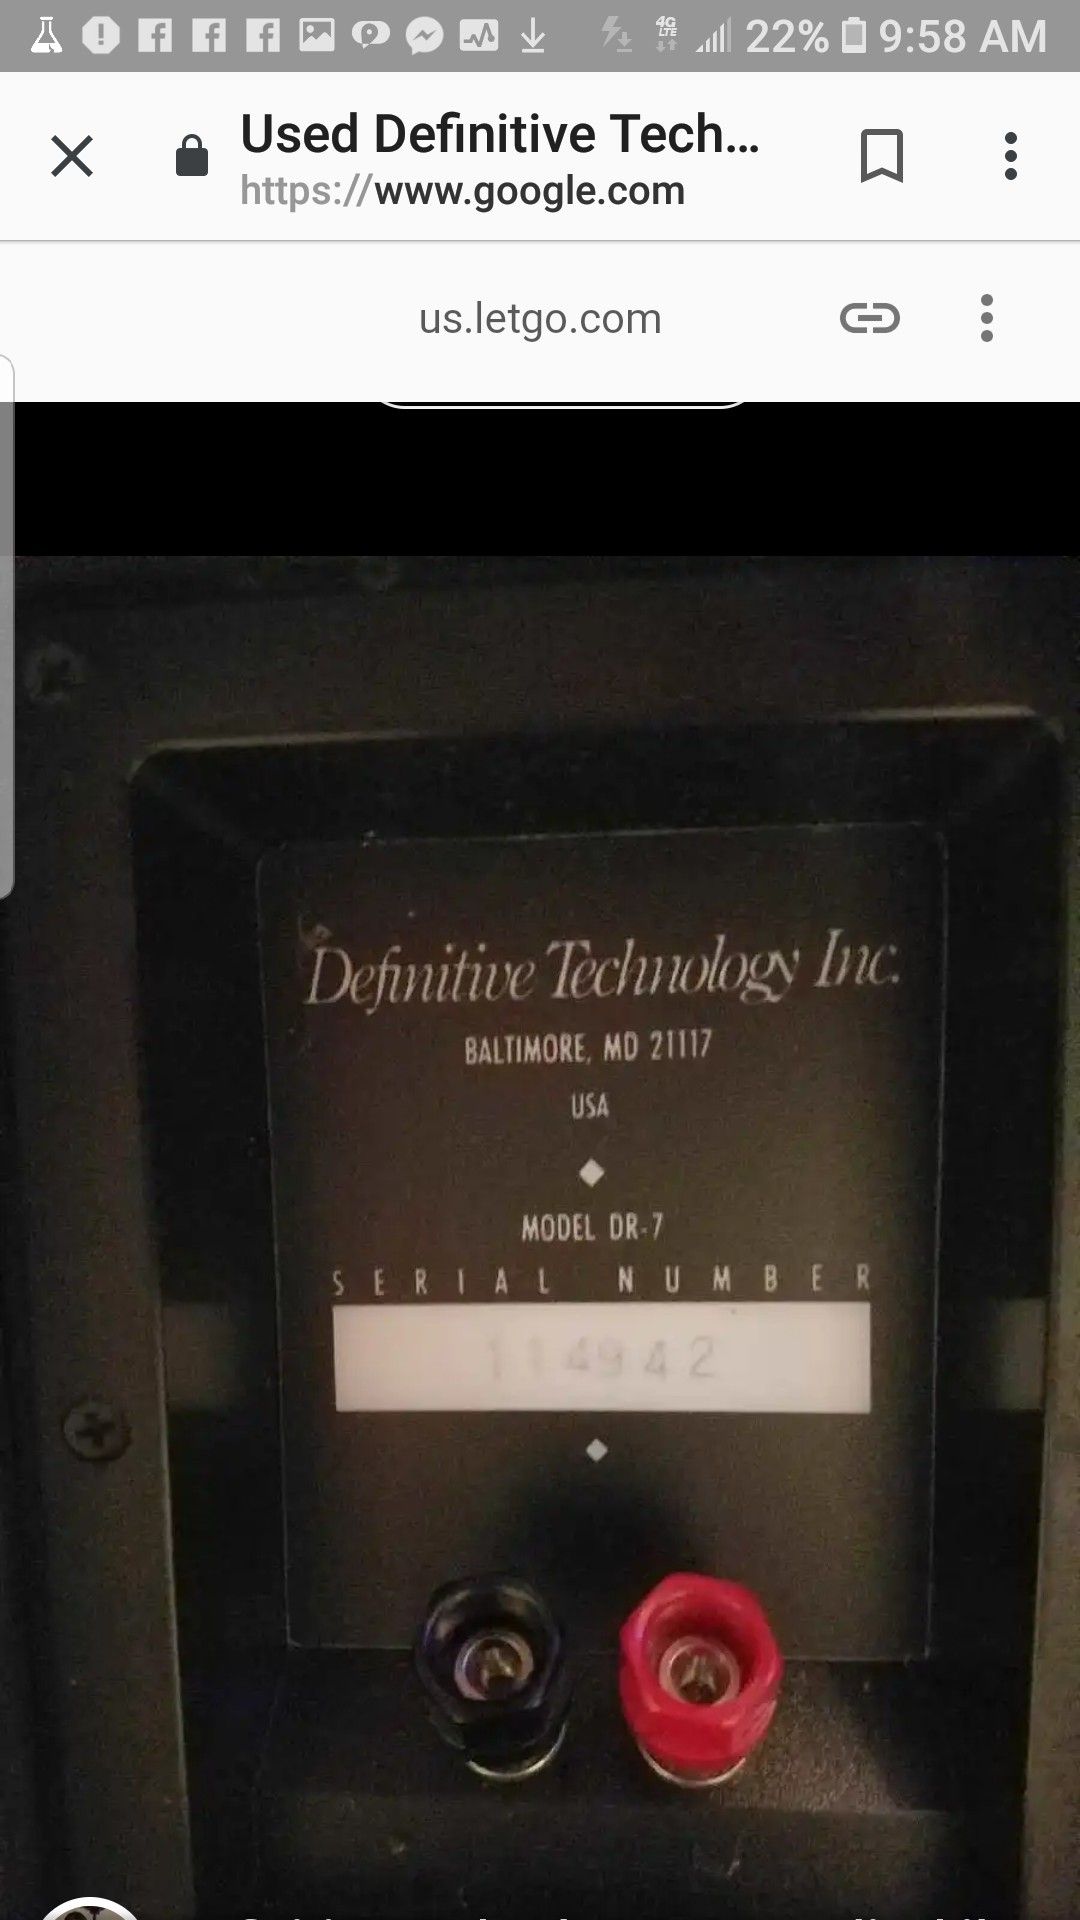 22% 9:58 AM
Used Definitive Tech...
https://www.google.com
us.letgo.com
Definitive Technology Inc.
BALTIMORE, MD 21117
USA
MODEL DR-7
SERIAL NUMBER
114942